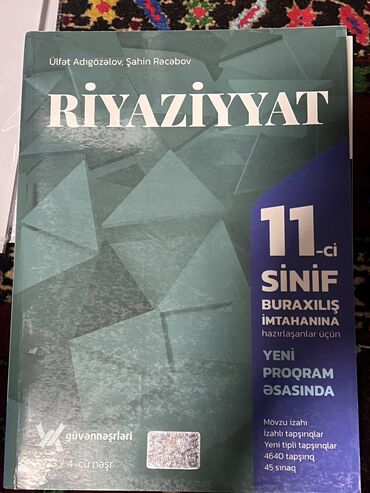 Ülfət Adıgözəlov, Şahin Rəcəbov
RİYAZİYYAT
11-ci
SİNİF
BURAXILIŞ
İMTAHANINA
hazırlaşanlar üçün
YENİ
PROQRAM
ƏSASINDA
Mövzu izahı
İzahlı tapşırıqlar
Yeni tipli tapşırıqlar
4640 tapşırıq
45 sınaq
güvənnəşrləri
/ 4-cü nəşr